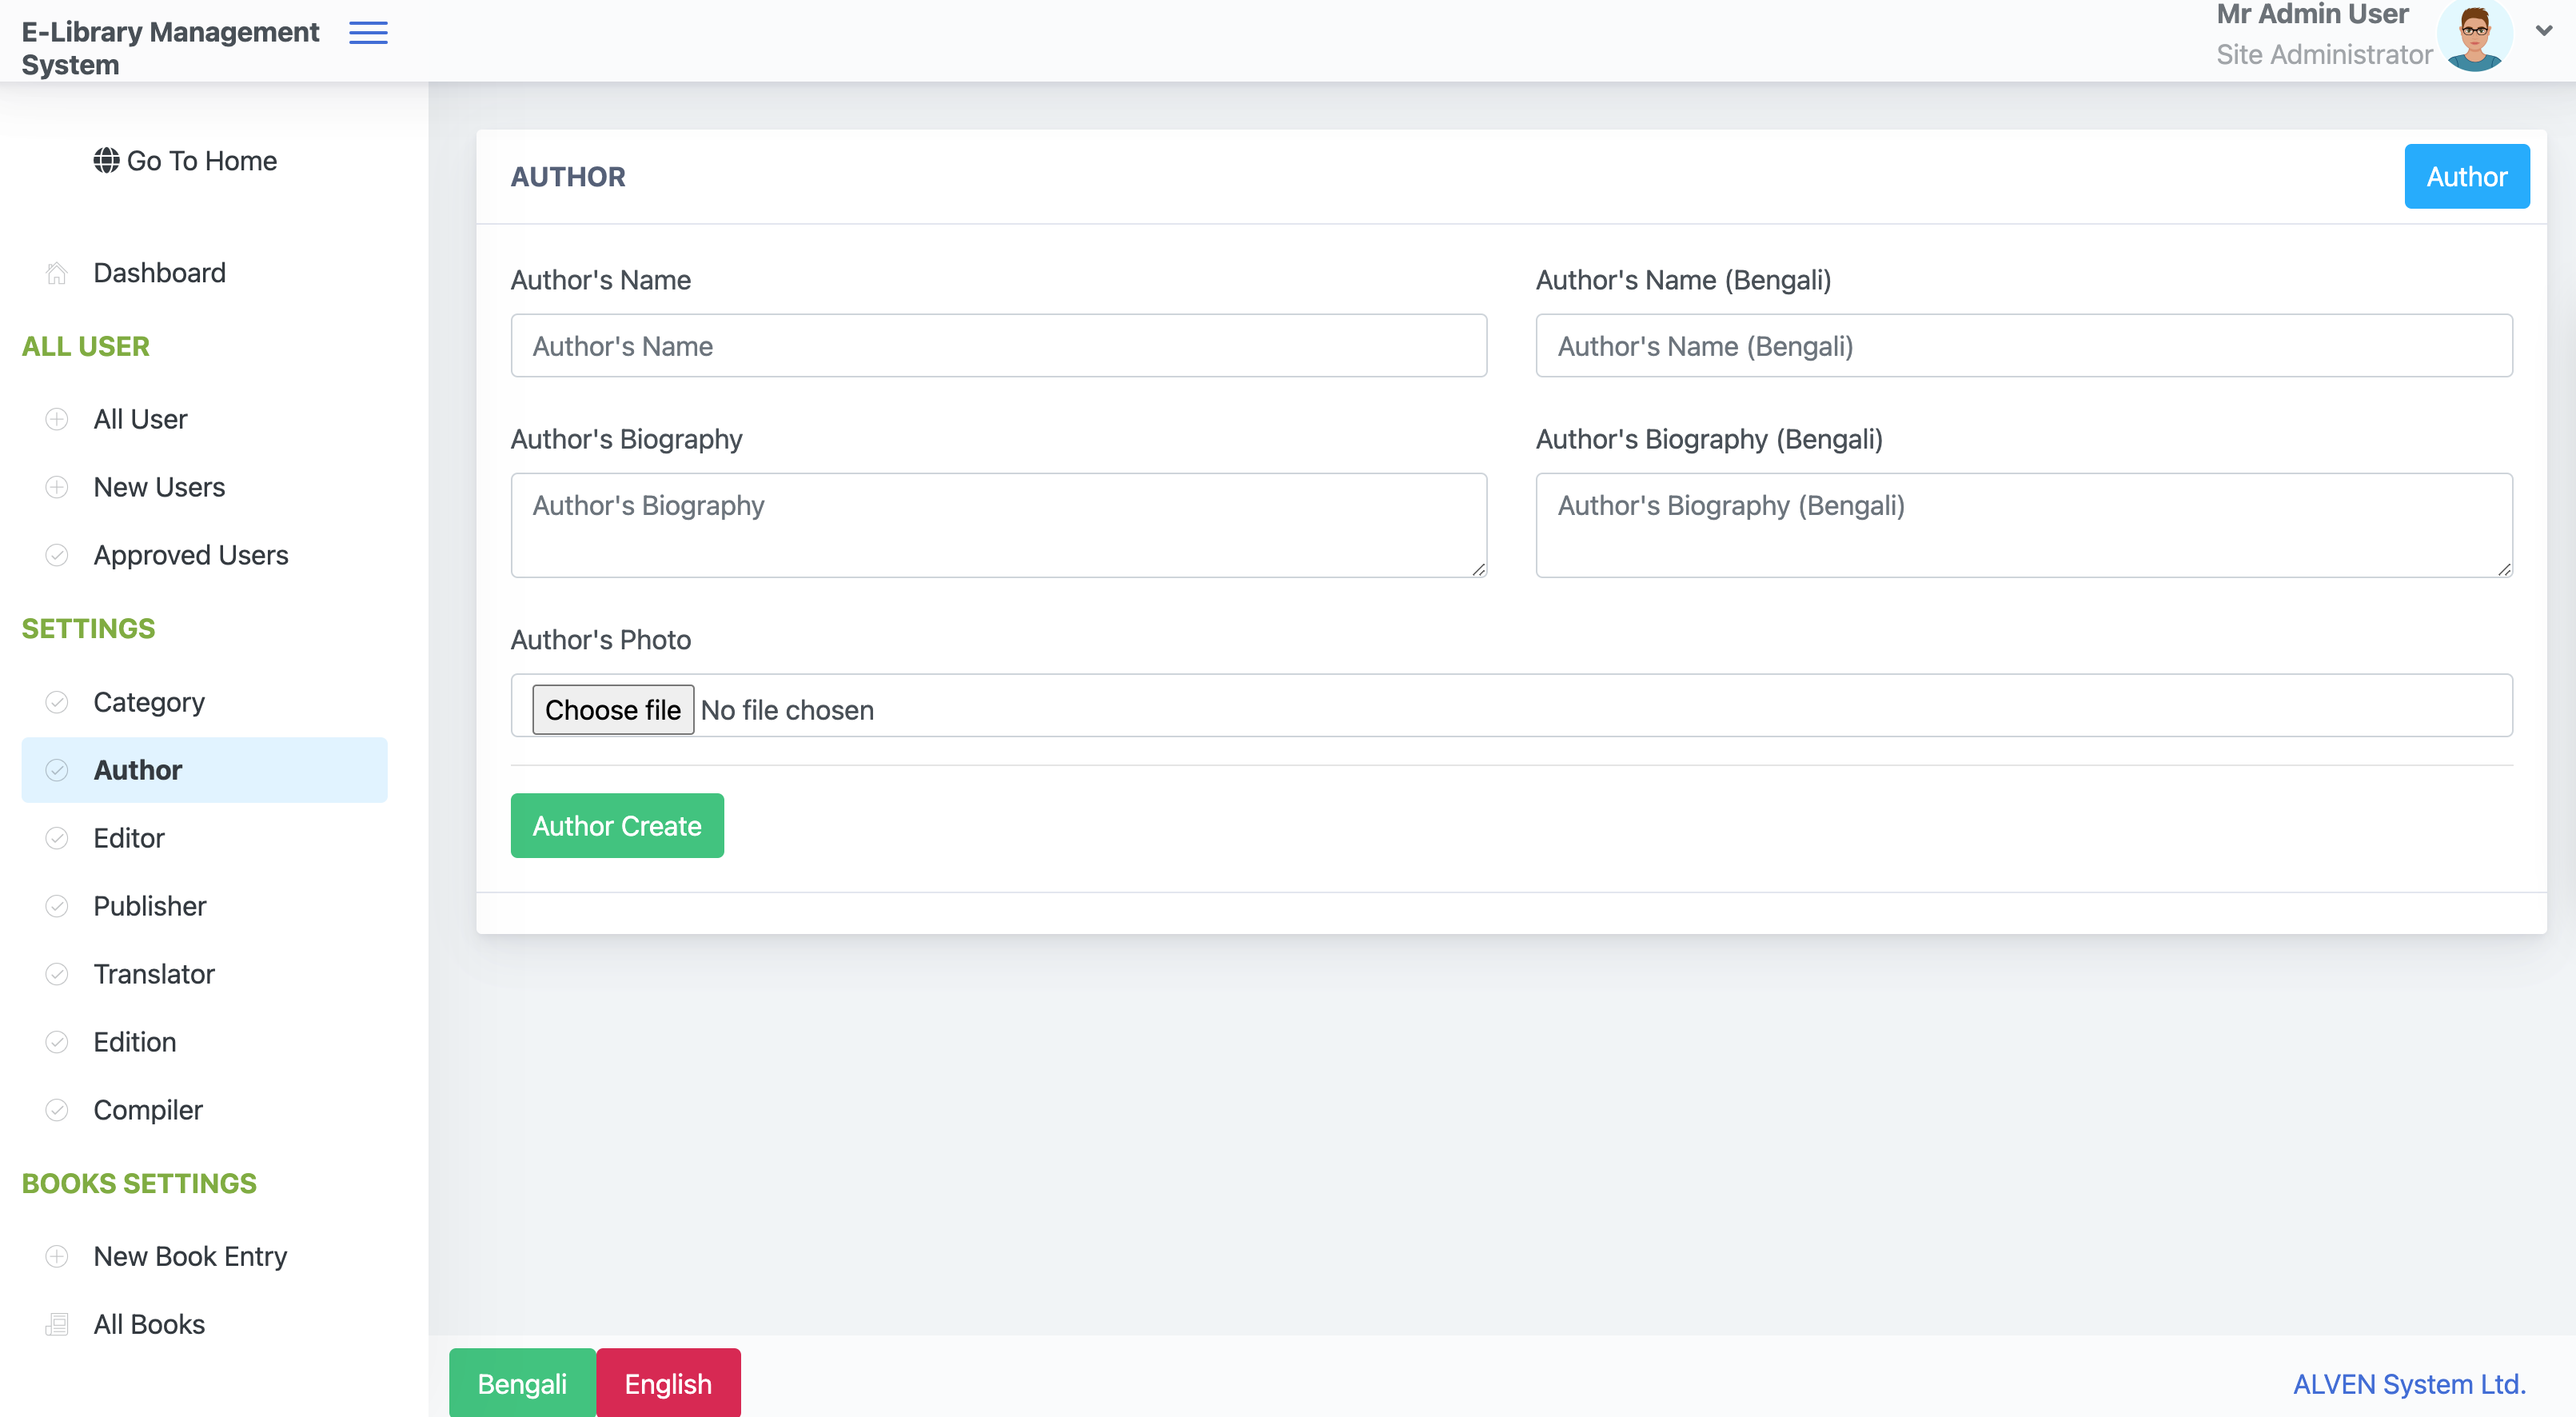 E-Library Management
System
Mr Admin User
Site Administrator
Go To Home
Dashboard
ALL USER
All User
New Users
Approved Users
SETTINGS
Category
Author
Editor
Publisher
Translator
Edition
Compiler
BOOKS SETTINGS
New Book Entry
All Books
AUTHOR
Author
Author's Name
Author's Name (Bengali)
Author's Name
Author's Name (Bengali)
Author's Biography
Author's Biography (Bengali)
Author's Biography
Author's Biography (Bengali)
Author's Photo
Choose file No file chosen
Author Create
Bengali
English
ALVEN System Ltd.